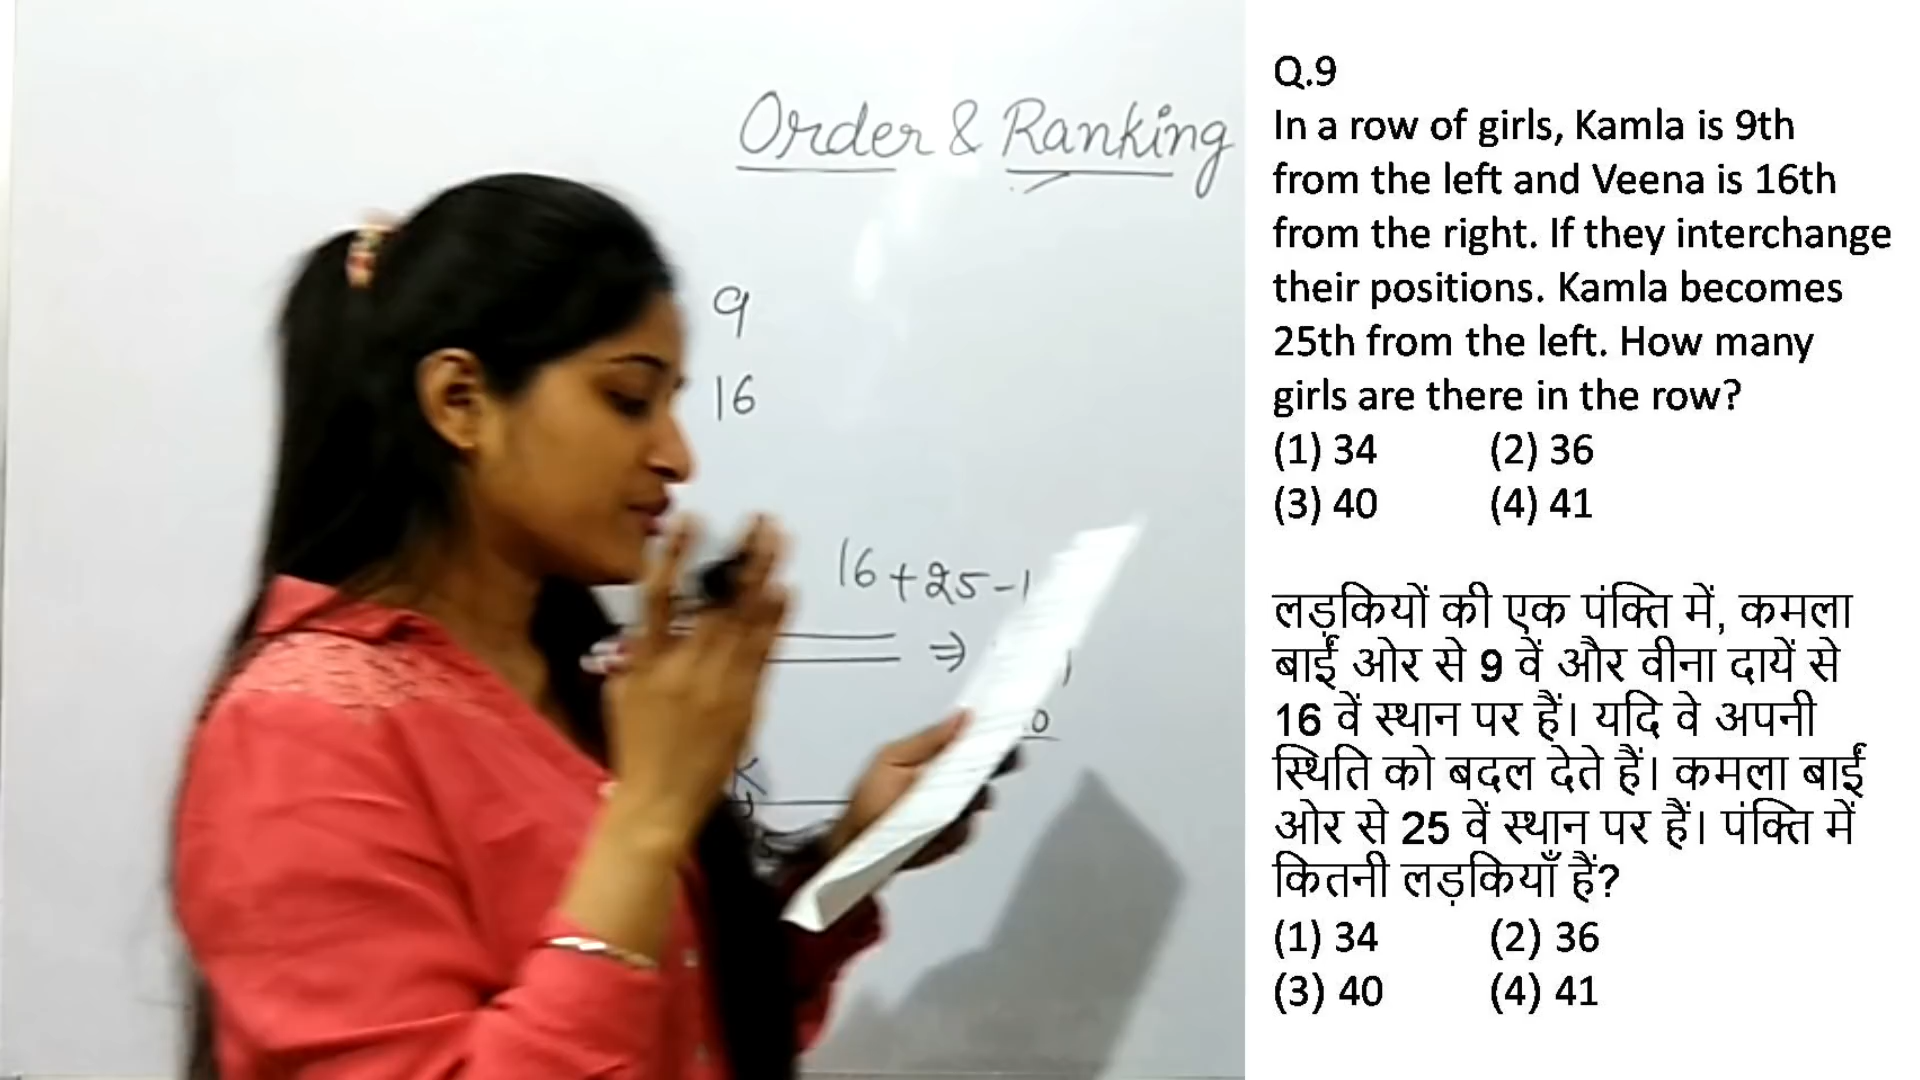 Order & Ranking
9
16
16+25-1
⇒
K
Q.9
In a row of girls, Kamla is 9th
from the left and Veena is 16th
from the right. If they interchange
their positions. Kamla becomes
25th from the left. How many
girls are there in the row?
(1) 34 (2) 36
(3) 40 (4) 41
लड़कियों की एक पंक्ति में, कमला
बाईं ओर से 9 वें और वीना दायें से
16 वें स्थान पर हैं। यदि वे अपनी
स्थिति को बदल देते हैं। कमला बाईं
ओर से 25 वें स्थान पर हैं। पंक्ति में
कितनी लड़कियाँ हैं?
(1) 34 (2) 36
(3) 40 (4) 41